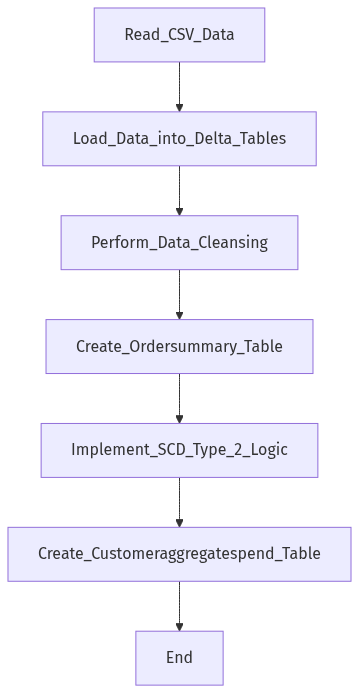 Read_CSV_Data
Load_Data_into_Delta_Tables
Perform_Data_Cleansing
Create_Ordersummary_Table
Implement_SCD_Type_2_Logic
Create_Customeraggregatespend_Table
End